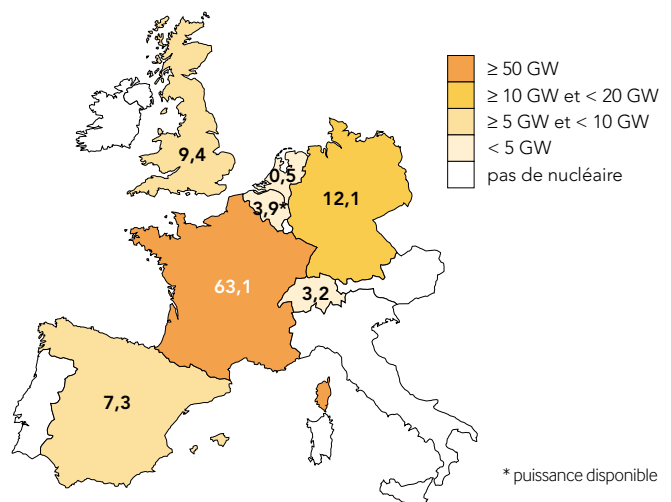 ≥ 50 GW
≥ 10 GW et < 20 GW
≥ 5 GW et < 10 GW
< 5 GW
pas de nucléaire
9,4
0,5
3,9*
12,1
63,1
3,2
7,3
* puissance disponible